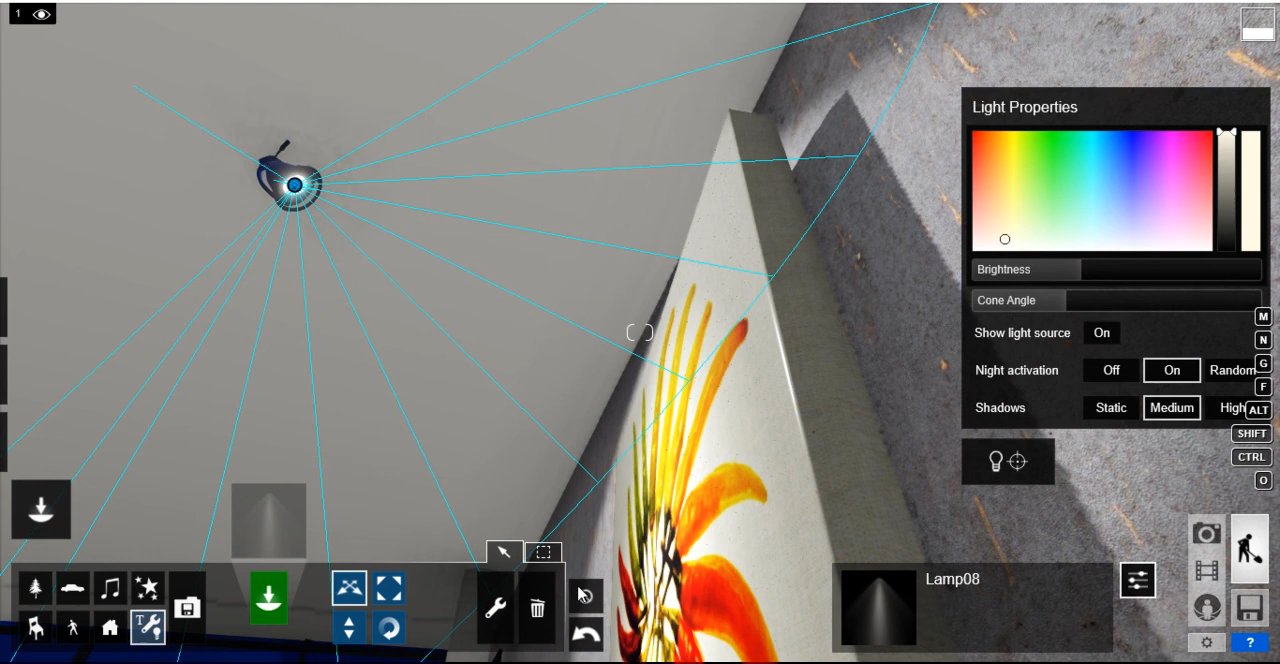 1
Light Properties
Brightness
Cone Angle
Show light source On
Night activation Off On Random
Shadows Static Medium High
M
N
G
F
ALT
SHIFT
CTRL
O
Lamp08
T
?